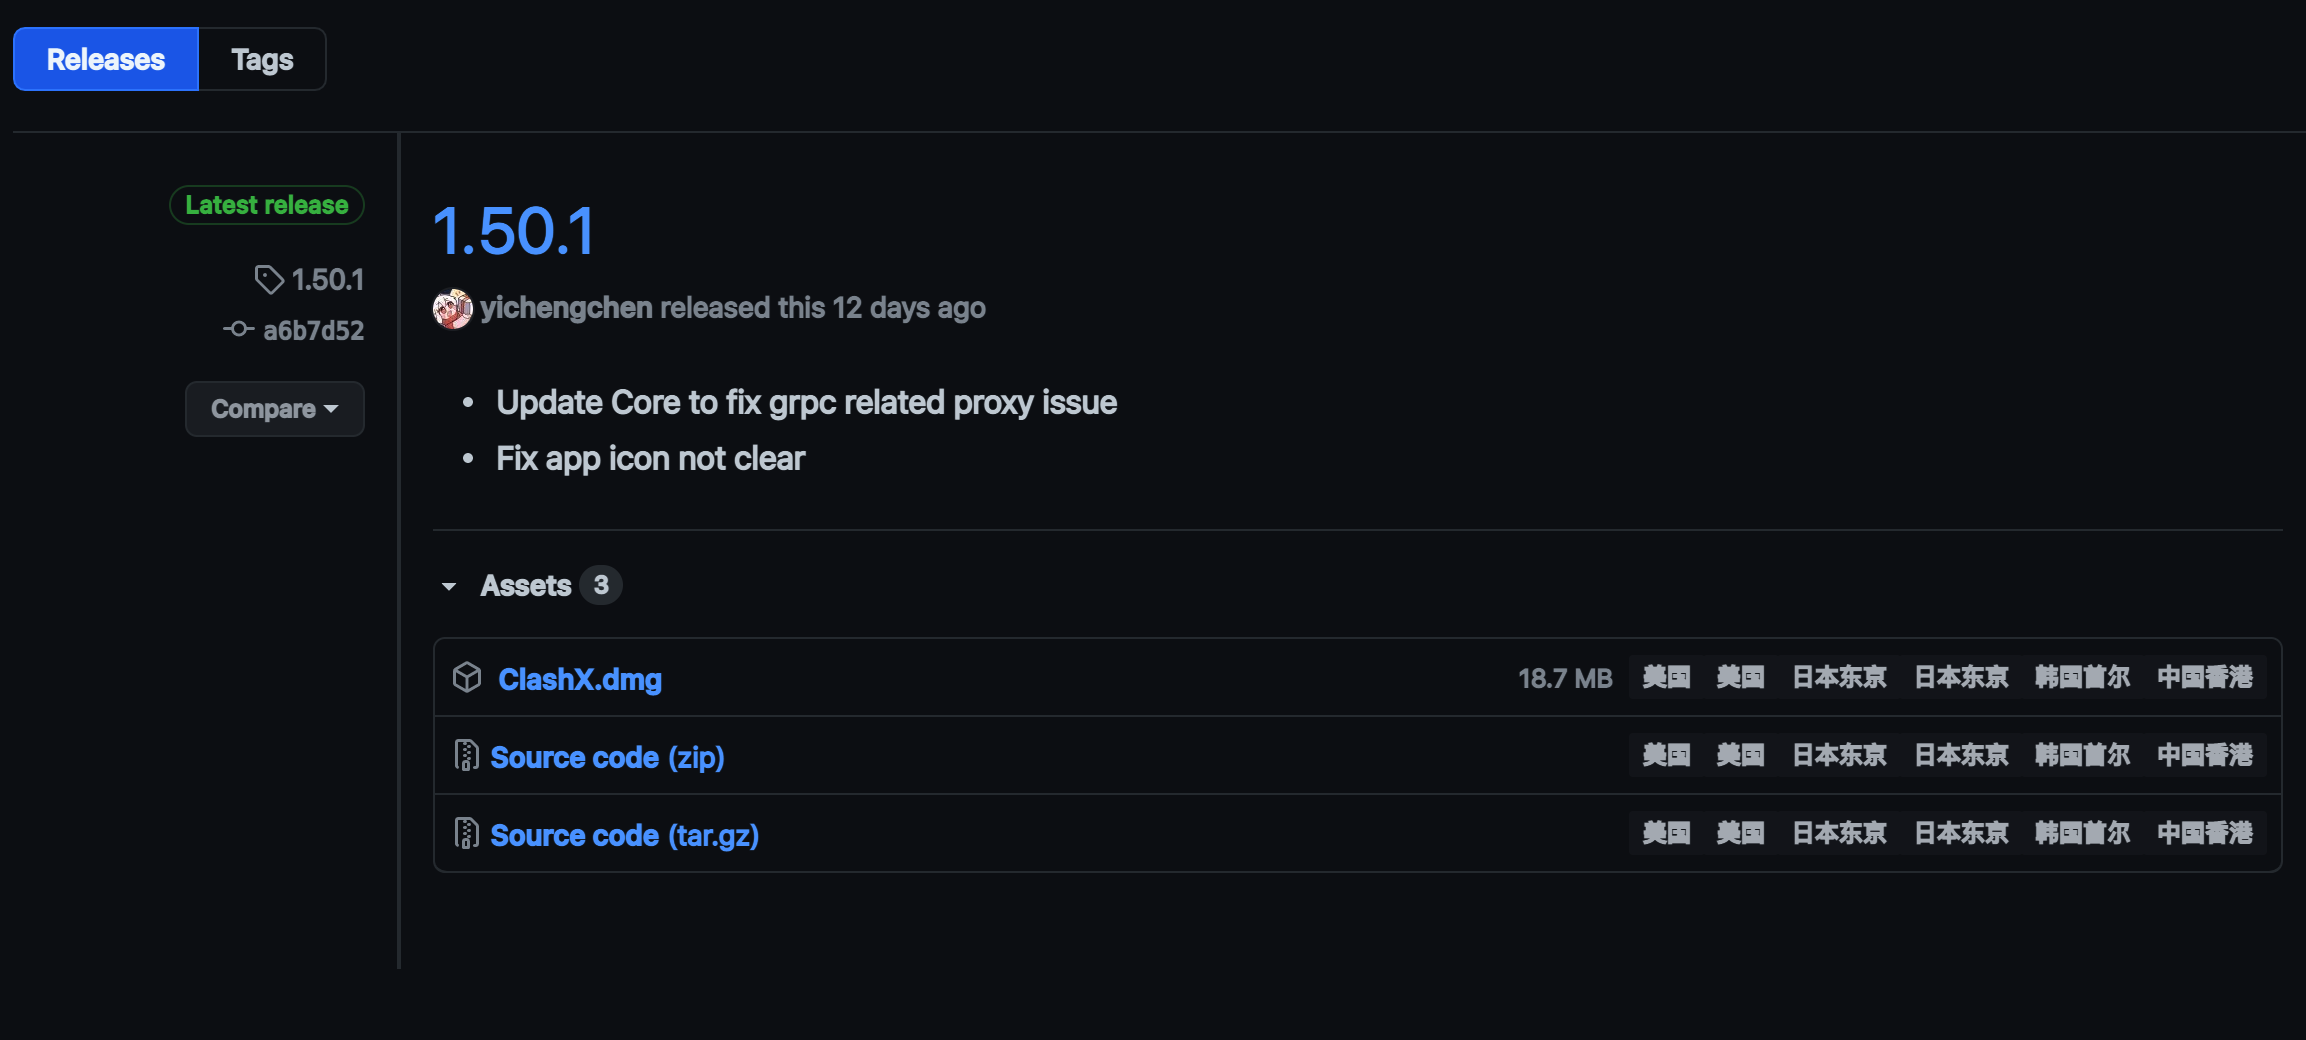 Releases Tags
Latest release
1.50.1
a6b7d52
Compare
1.50.1
yichengchen released this 12 days ago
• Update Core to fix grpc related proxy issue
• Fix app icon not clear
Assets 3
ClashX.dmg 18.7 MB 美国 美国 日本东京 日本东京 韩国首尔 中国香港
Source code (zip) 美国 美国 日本东京 日本东京 韩国首尔 中国香港
Source code (tar.gz) 美国 美国 日本东京 日本东京 韩国首尔 中国香港